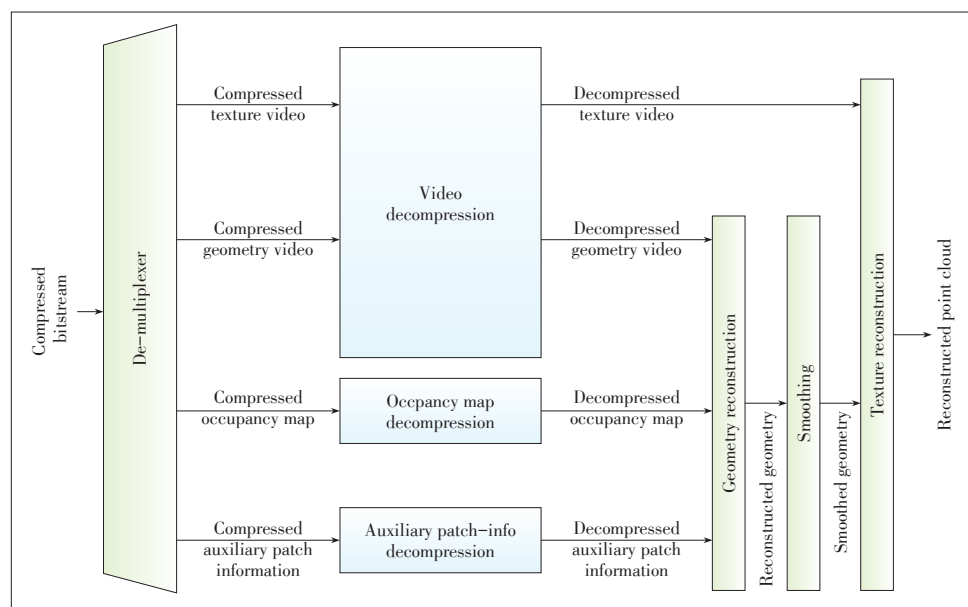 Compressed
bitstream
De-multiplexer
Compressed
texture video
Compressed
geometry video
Compressed
occupancy map
Compressed
auxiliary patch
information
Video
decompression
Occpancy map
decompression
Auxiliary patch-info
decompression
Decompressed
texture video
Decompressed
geometry video
Decompressed
occupancy map
Decompressed
auxiliary patch
information
Geometry reconstruction
Reconstructed geometry
Smoothing
Smoothed geometry
Texture reconstruction
Reconstructed point cloud